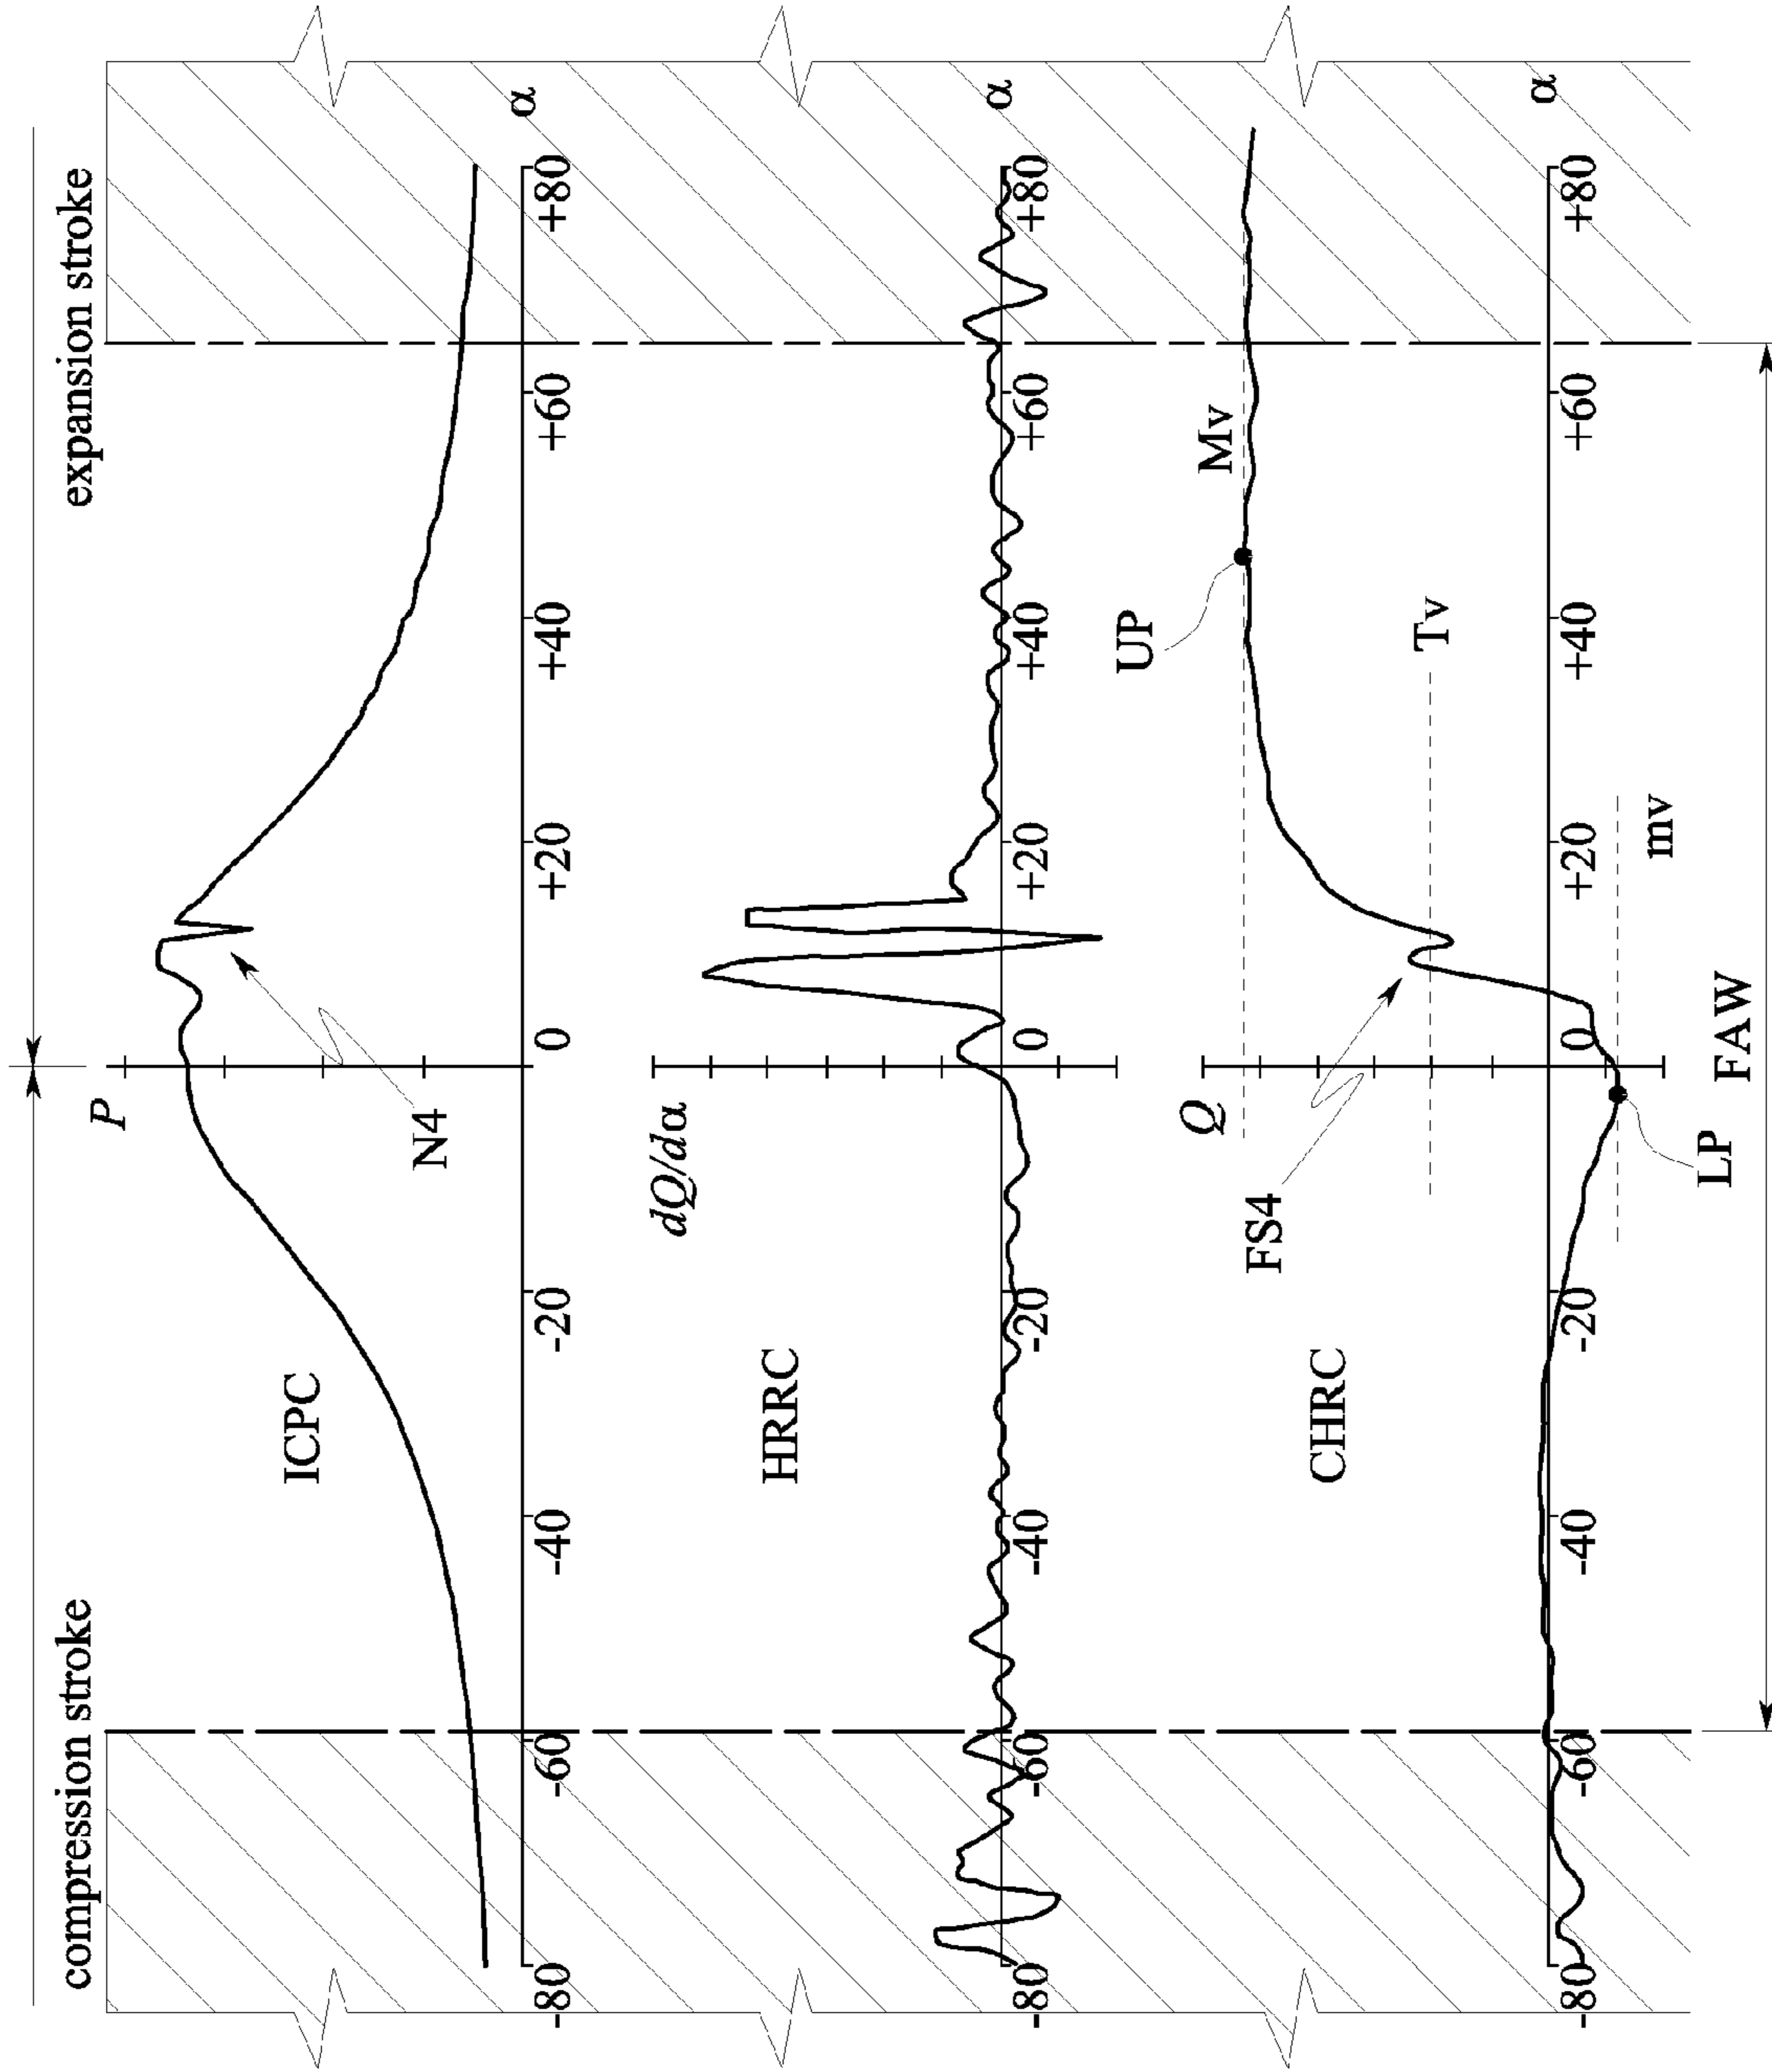 compression stroke
expansion stroke
P
ICPC
N4
α
-80
-60
-40
-20
0
+20
+40
+60
+80
dQ/dα
HRRC
α
-80
-60
-40
-20
0
+20
+40
+60
+80
Q
UP
Mv
FS4
CHRC
Tv
α
-80
-60
-40
-20
0
+20
+40
+60
+80
mv
LP
FAW